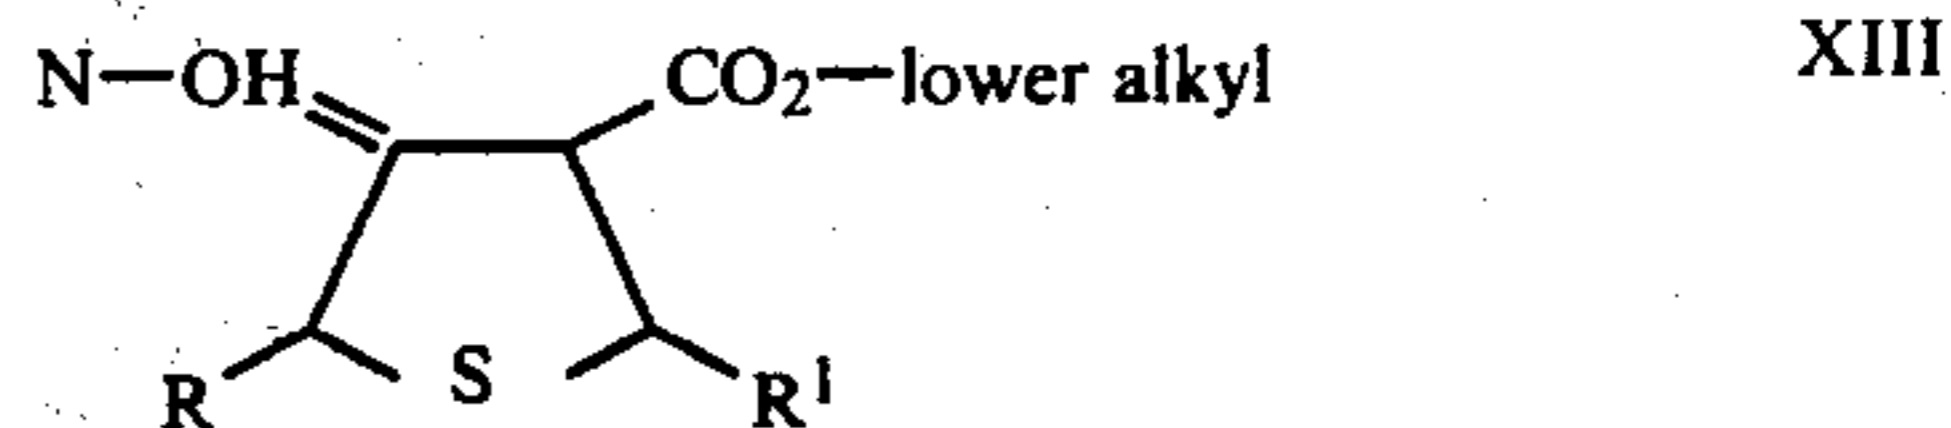 N—OH CO₂—lower alkyl XIII
R S R¹